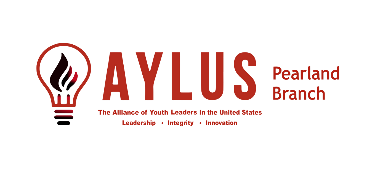 AYLUS
Pearland
Branch
The Alliance of Youth Leaders in the United States
Leadership • Integrity • Innovation